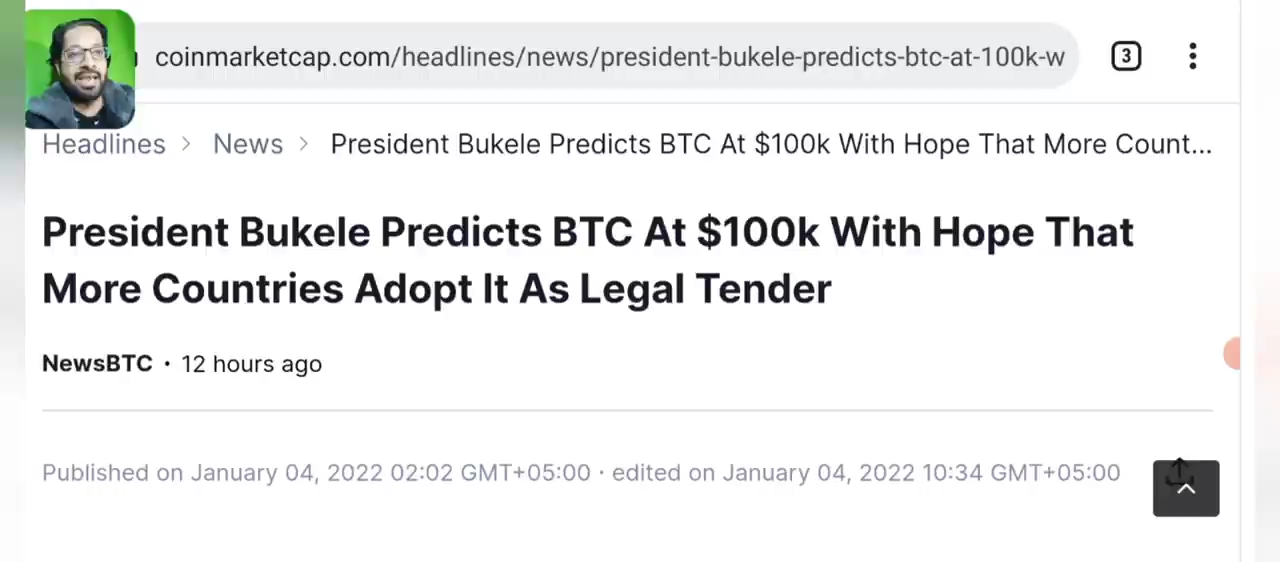 coinmarketcap.com/headlines/news/president-bukele-predicts-btc-at-100k-w
3
Headlines > News > President Bukele Predicts BTC At $100k With Hope That More Count...
President Bukele Predicts BTC At $100k With Hope That
More Countries Adopt It As Legal Tender
NewsBTC · 12 hours ago
Published on January 04, 2022 02:02 GMT+05:00 · edited on January 04, 2022 10:34 GMT+05:00